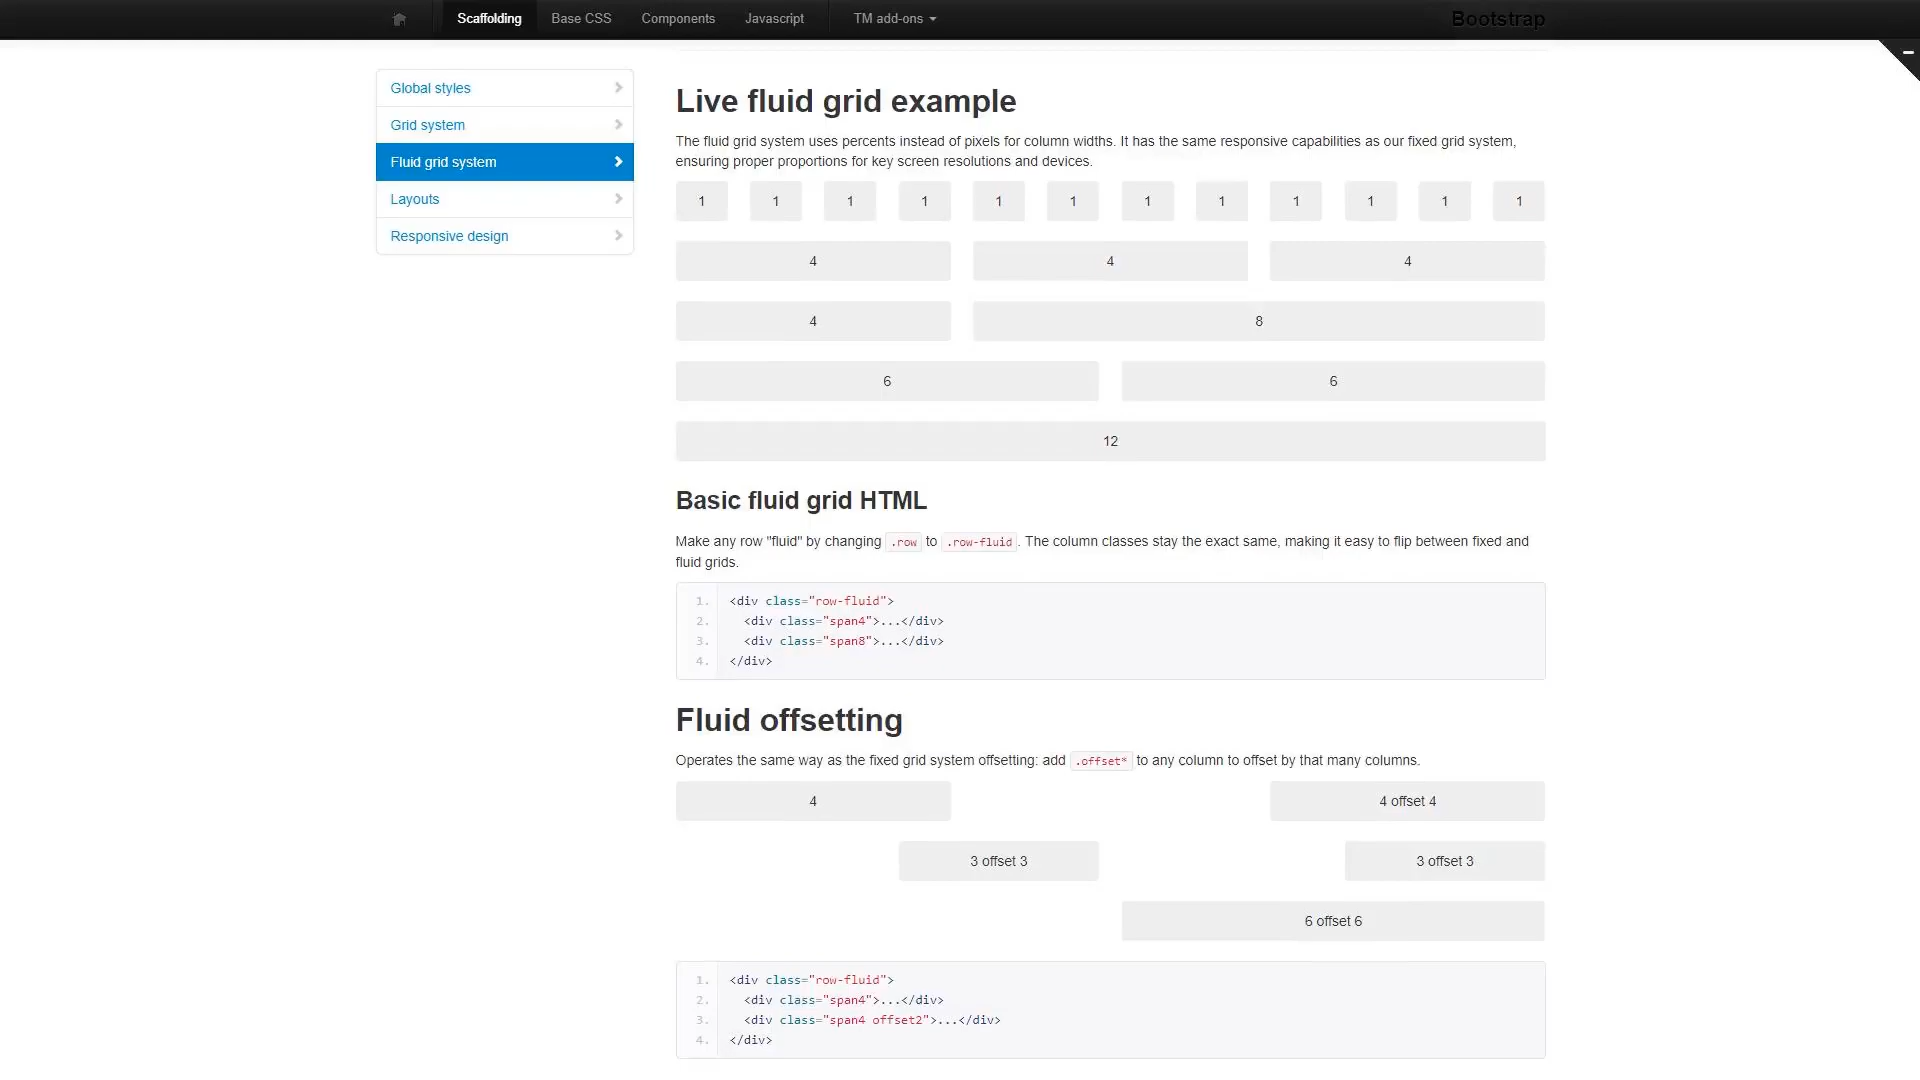 Scaffolding Base CSS Components Javascript TM add-ons Bootstrap
Global styles
Grid system
Fluid grid system
Layouts
Responsive design
Live fluid grid example
The fluid grid system uses percents instead of pixels for column widths. It has the same responsive capabilities as our fixed grid system,
ensuring proper proportions for key screen resolutions and devices.
1 1 1 1 1 1 1 1 1 1 1 1
4 4 4
4 8
6 6
12
Basic fluid grid HTML
Make any row "fluid" by changing .row to .row-fluid. The column classes stay the exact same, making it easy to flip between fixed and
fluid grids.
1. <div class="row-fluid">
2. <div class="span4">...</div>
3. <div class="span8">...</div>
4. </div>
Fluid offsetting
Operates the same way as the fixed grid system offsetting: add .offset* to any column to offset by that many columns.
4 4 offset 4
3 offset 3 3 offset 3
6 offset 6
1. <div class="row-fluid">
2. <div class="span4">...</div>
3. <div class="span4 offset2">...</div>
4. </div>